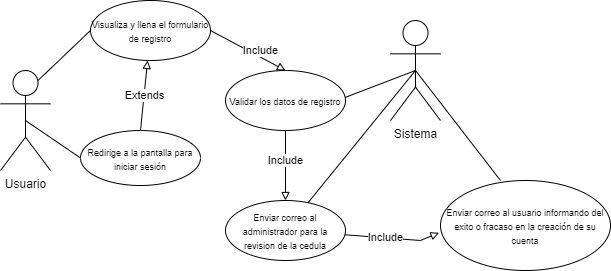 Visualiza y llena el formulario
de registro
Include
Extends
Validar los datos de registro
Sistema
Redirige a la pantalla para
iniciar sesión
Include
Usuario
Enviar correo al
administrador para la
revision de la cedula
Include
Enviar correo al usuario informando del
exito o fracaso en la creación de su
cuenta